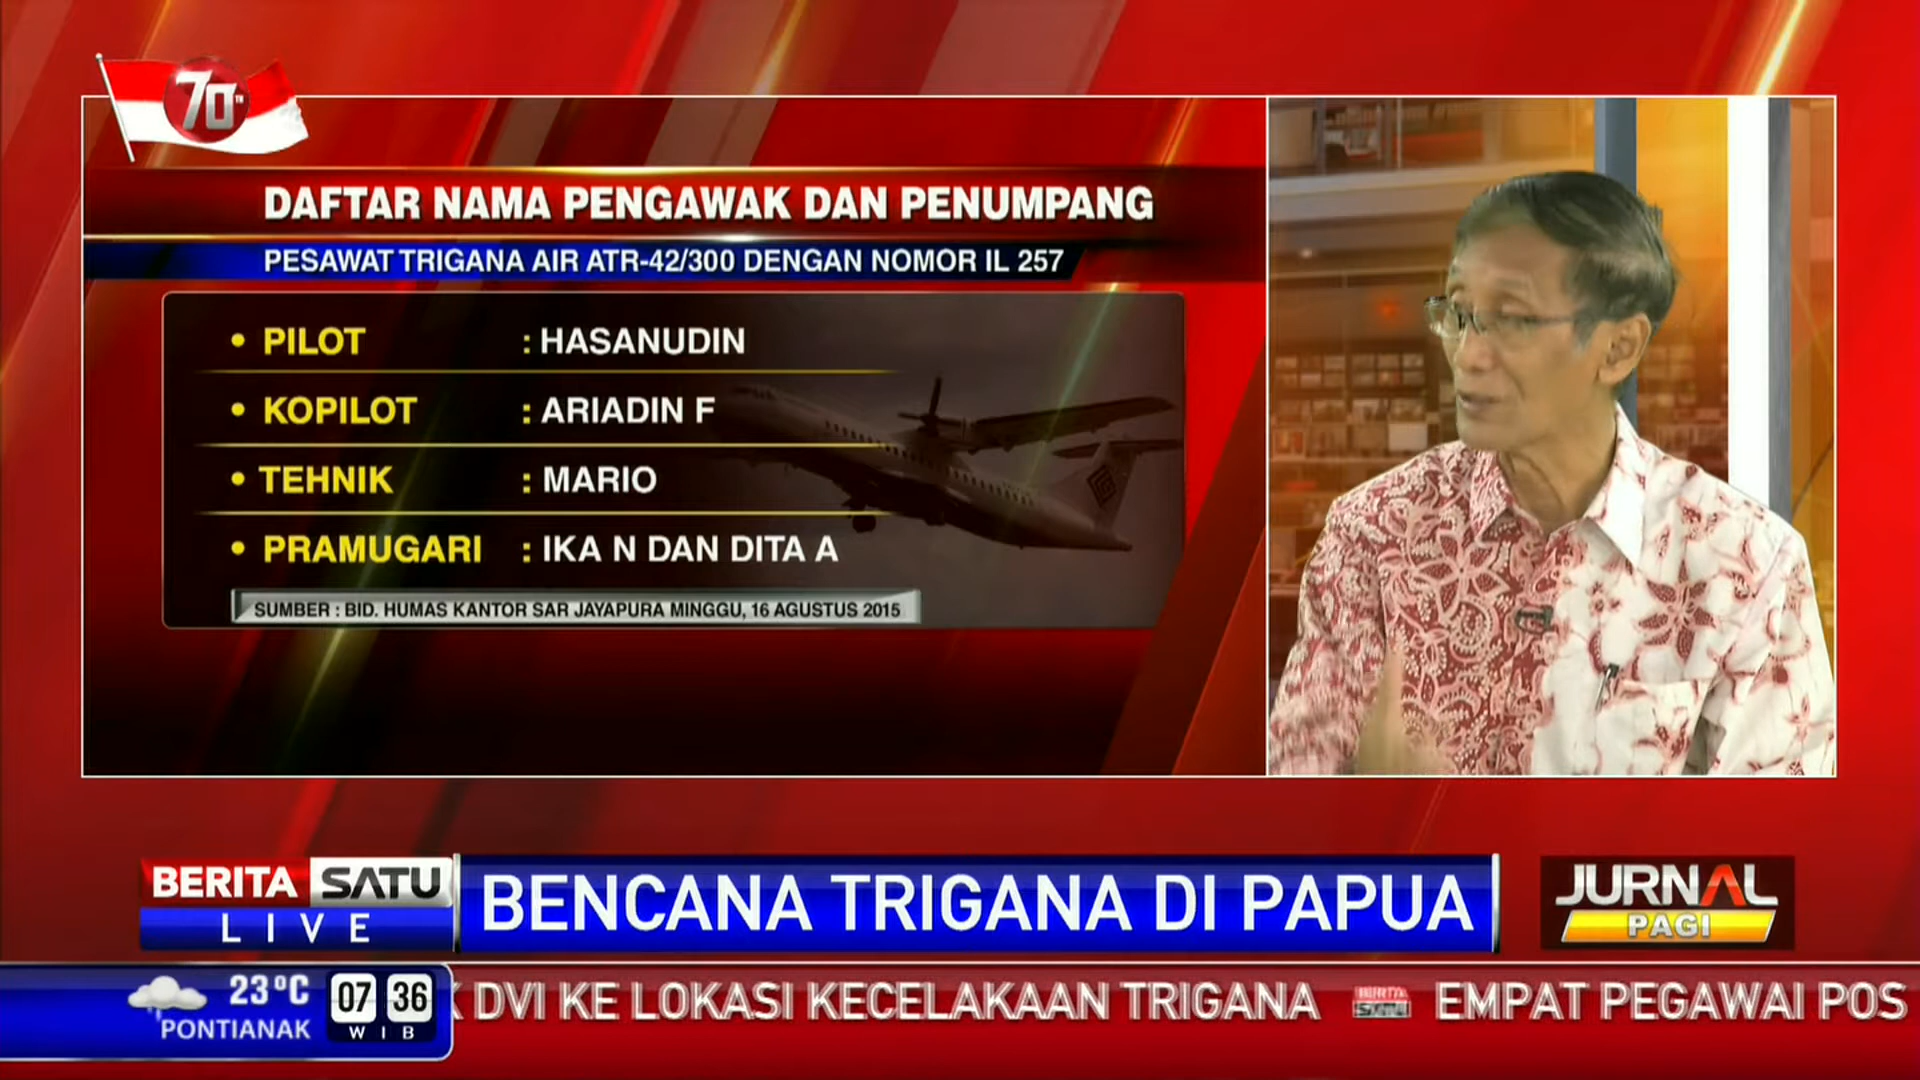 70
DAFTAR NAMA PENGAWAK DAN PENUMPANG
PESAWAT TRIGANA AIR ATR-42/300 DENGAN NOMOR IL 257
• PILOT : HASANUDIN
• KOPILOT : ARIADIN F
• TEHNIK : MARIO
• PRAMUGARI : IKA N DAN DITA A
SUMBER : BID. HUMAS KANTOR SAR JAYAPURA MINGGU, 16 AGUSTUS 2015
BERITA SATU
LIVE
BENCANA TRIGANA DI PAPUA
JURNAL
PAGI
23°C
PONTIANAK
07 36
WIB
K DVI KE LOKASI KECELAKAAN TRIGANA BERITA SATU EMPAT PEGAWAI POS